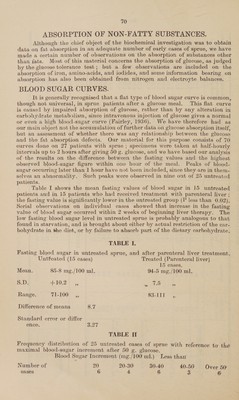 70
ABSORPTION OF NON-FATTY SUBSTANCES.
Although the chief object of the biochemical investigation was to obtain
data on fat absorption in an adequate number of early cases of sprue, we have
made a certain number of observations on the absorption of substances other
than fats. Most of this material concerns the absorption of glucose, as judged
by the glucose tolerance test; but a few observations are included on the
absorption of iron, amino-acids, and iodides, and some information bearing on
absorption has also been obtained from nitrogen and electrolyte balances.
BLOOD SUGAR CURVES.
It is generally recognised that a flat type of blood sugar curve is common,
though not universal, in sprue patients after a glucose meal. This flat curve
is caused by impaired absorption of glucose, rather than by any alteration in
carbohydrate metabolism, since intravenous injection of glucose gives a normal
or even a high blood-sugar curve (Fairley, 1936). We therefore had as
our main object not the accumulation of further data on glucose absorption itself,
but an assessment of whether there was any relationship between the glucose
and the fat absorption defects. Our material for this purpose consists of 70
curves done on 27 patients with sprue; specimens were taken at half-hourly
intervals up to 2 hours after giving 50 g. glucose, and we have based our analysis
of the results on the difference between the fasting values and the highest
observed blood-sugar figure within one hour of the meal. Peaks of blood-
sugar occurring later than 1 hour have not been included, since they are in them-
selves an abnormality. Such peaks were observed in nine out of 25 untreated
patients.
Table I shows the mean fasting values of blood sugar in 15 untreated
patients and in 15 patients who had received treatment with parenteral liver:
the fasting value is significantly lower in the untreated group (P less than 0.02).
Serial observations on individual cases showed that increase in the fasting
value of blood sugar occurred within 2 weeks of beginning liver therapy. The
low fasting blood sugar level in untreated sprue is probably analogous to that
found in starvation, and is brought about either by actual restriction of the car-
bohydrate in the diet, or by failure to absorb part of the dietary carbohydrate.
TABLE I.
Fasting blood sugar in untreated sprue, and after parenteral liver treatment.
Untreated (15 cases) Treated (Parenteral liver)
15 cases.
Mean. 85·8 mg/100 ml. 94·5 mg/100 ml.
S.D. ±10.2 ,, ,, 7.5 ,,
Range. 71-100 ,, 83-111 ,,
Difference of means 8.7
Standard error or differ
ence. 3.27
TABLE II
Frequency distribution of 25 untreated cases of sprue with reference to the
maximal blood-sugar increment after 50 g. glucose.
Blood Sugar Increment (mg/100 ml.) Less than
Number of 20 20-30 30-40 40-50 Over 50
cases 6 4 8 2 6